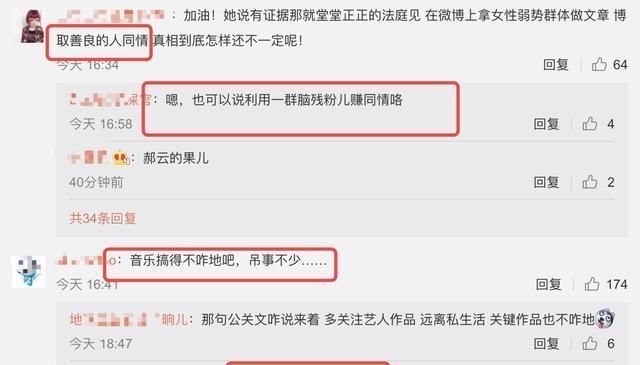 加油！她说有证据那就堂堂正正的法庭见 在微博上拿女性弱势群体做文章 博
取善良的人同情 真相到底怎样还不一定呢！
今天 16:34 回复 64
官：嗯，也可以说利用一群脑残粉儿赚同情咯
今天 16:58 回复 4
：郝云的果儿
40分钟前 回复 2
共34条回复
：音乐搞得不咋地吧，吊事不少……
今天 16:41 回复 174
地 晌儿：那句公关文咋说来着 多关注艺人作品 远离私生活 关键作品也不咋地
今天 18:47 回复 6